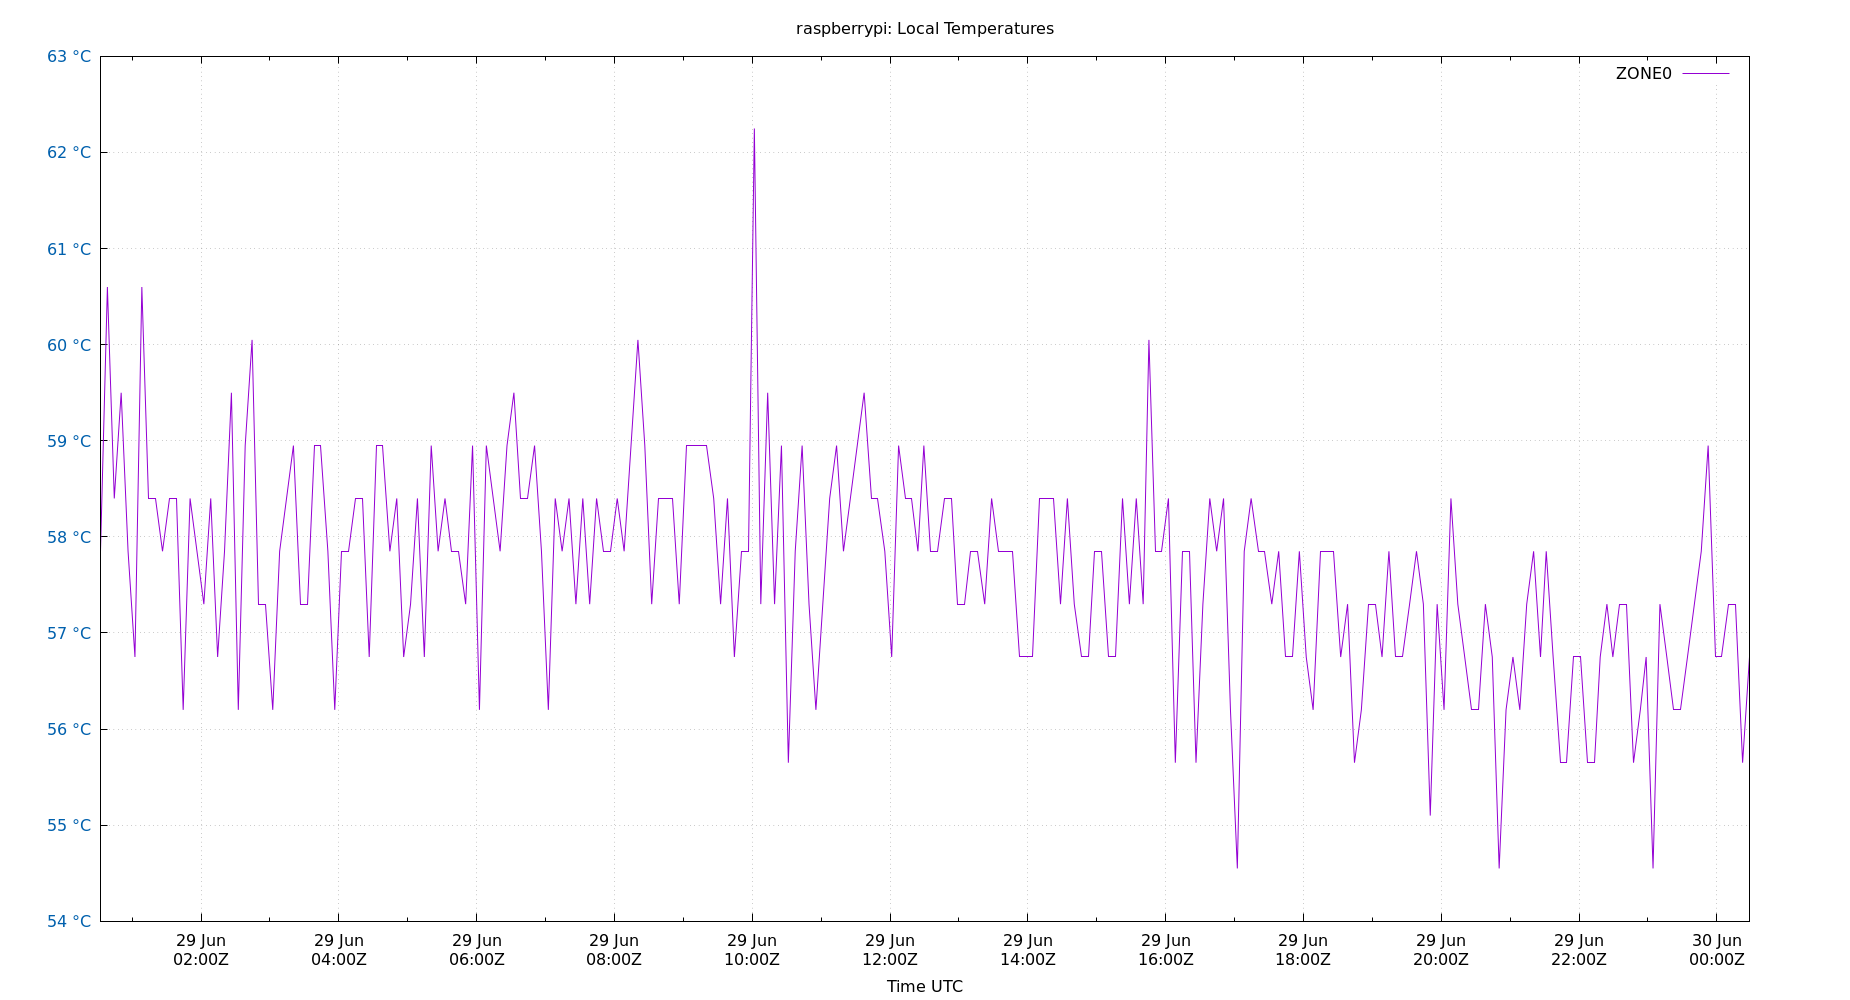 raspberrypi: Local Temperatures
63 °C
ZONE0
62 °C
61 °C
60 °C
59 °C
58 °C
57 °C
56 °C
55 °C
54 °C
29 Jun 29 Jun 29 Jun 29 Jun 29 Jun 29 Jun 29 Jun 29 Jun 29 Jun 29 Jun 29 Jun 30 Jun
02:00Z 04:00Z 06:00Z 08:00Z 10:00Z 12:00Z 14:00Z 16:00Z 18:00Z 20:00Z 22:00Z 00:00Z
Time UTC